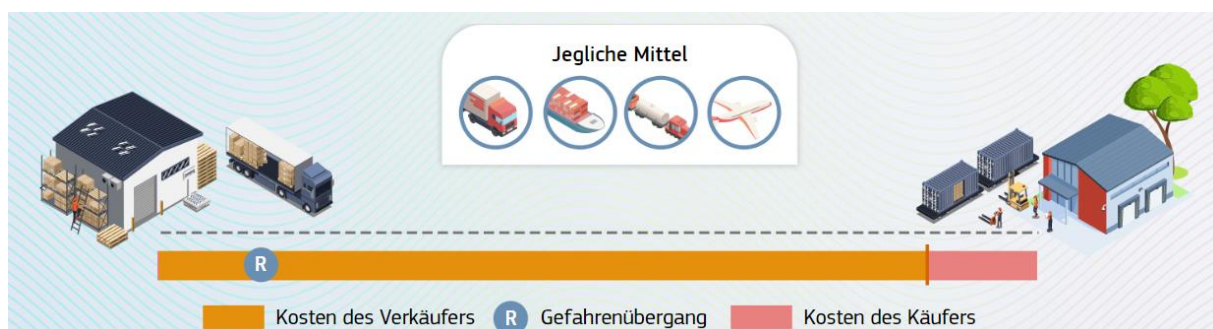 Jegliche Mittel
R
Kosten des Verkäufers R Gefahrenübergang Kosten des Käufers